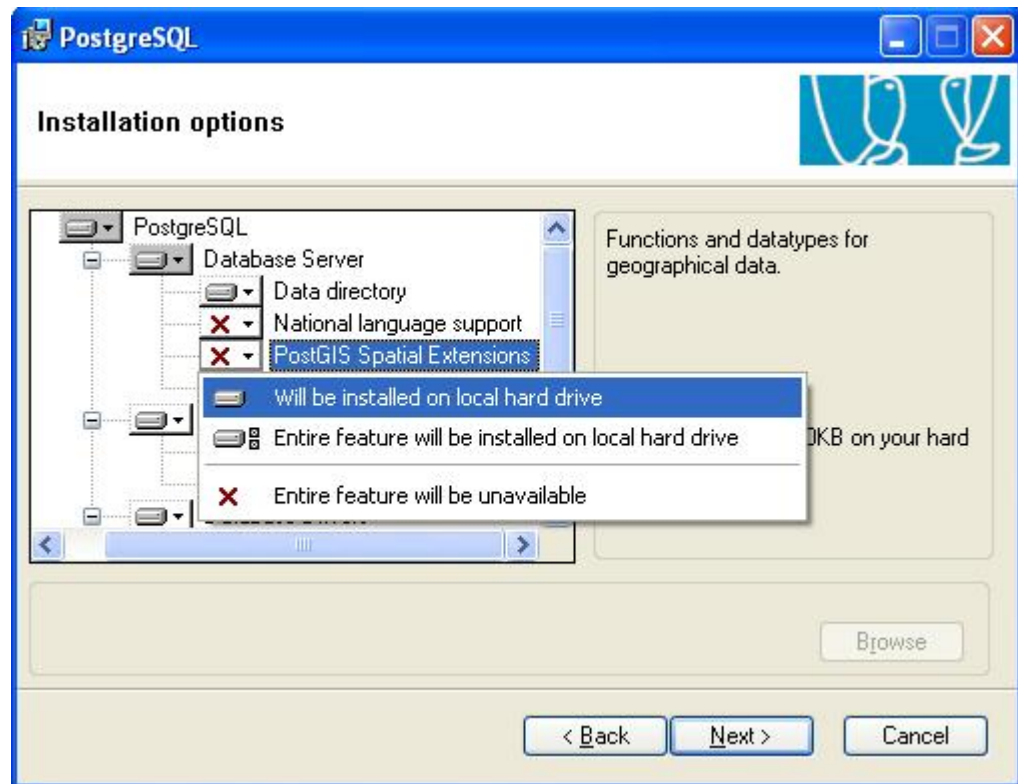 PostgreSQL
Installation options
PostgreSQL
Database Server
Data directory
National language support
PostGIS Spatial Extensions
Will be installed on local hard drive
Entire feature will be installed on local hard drive
Entire feature will be unavailable
Functions and datatypes for
geographical data.
KB on your hard
Browse
< Back
Next >
Cancel